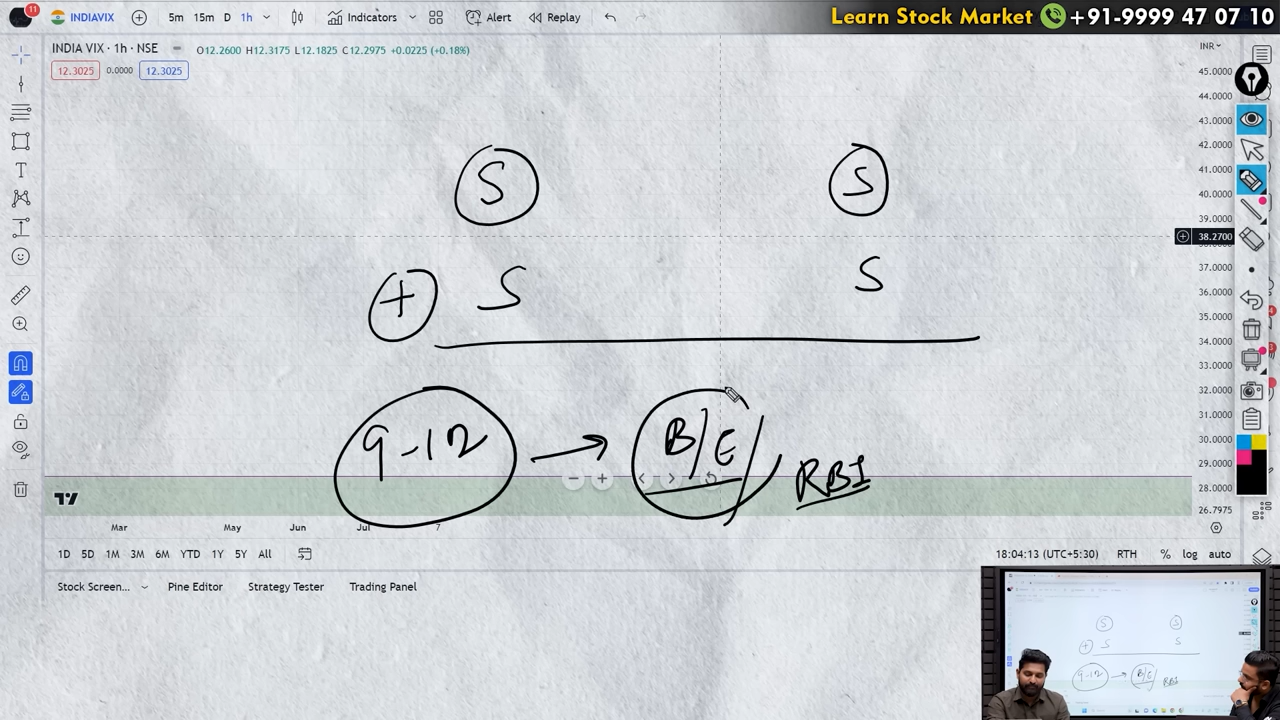 11 INDIAVIX 5m 15m D 1h Indicators Alert Replay
Learn Stock Market +91-9999 47 07 10
INDIA VIX · 1h · NSE O12.2600 H12.3175 L12.1825 C12.2975 +0.0225 (+0.18%)
INR
12.3025 0.0000 12.3025
45.0000
44.0000
43.0000
42.0000
41.0000
40.0000
39.0000
38.2700
37.0000
36.0000
35.0000
34.0000
33.0000
32.0000
31.0000
30.0000
29.0000
28.0000
26.7975
S S
+ S S
9-12 → B/E/ RBI
Mar May Jun Jul 7
1D 5D 1M 3M 6M YTD 1Y 5Y All 18:04:13 (UTC+5:30) RTH % log auto
Stock Screen... Pine Editor Strategy Tester Trading Panel